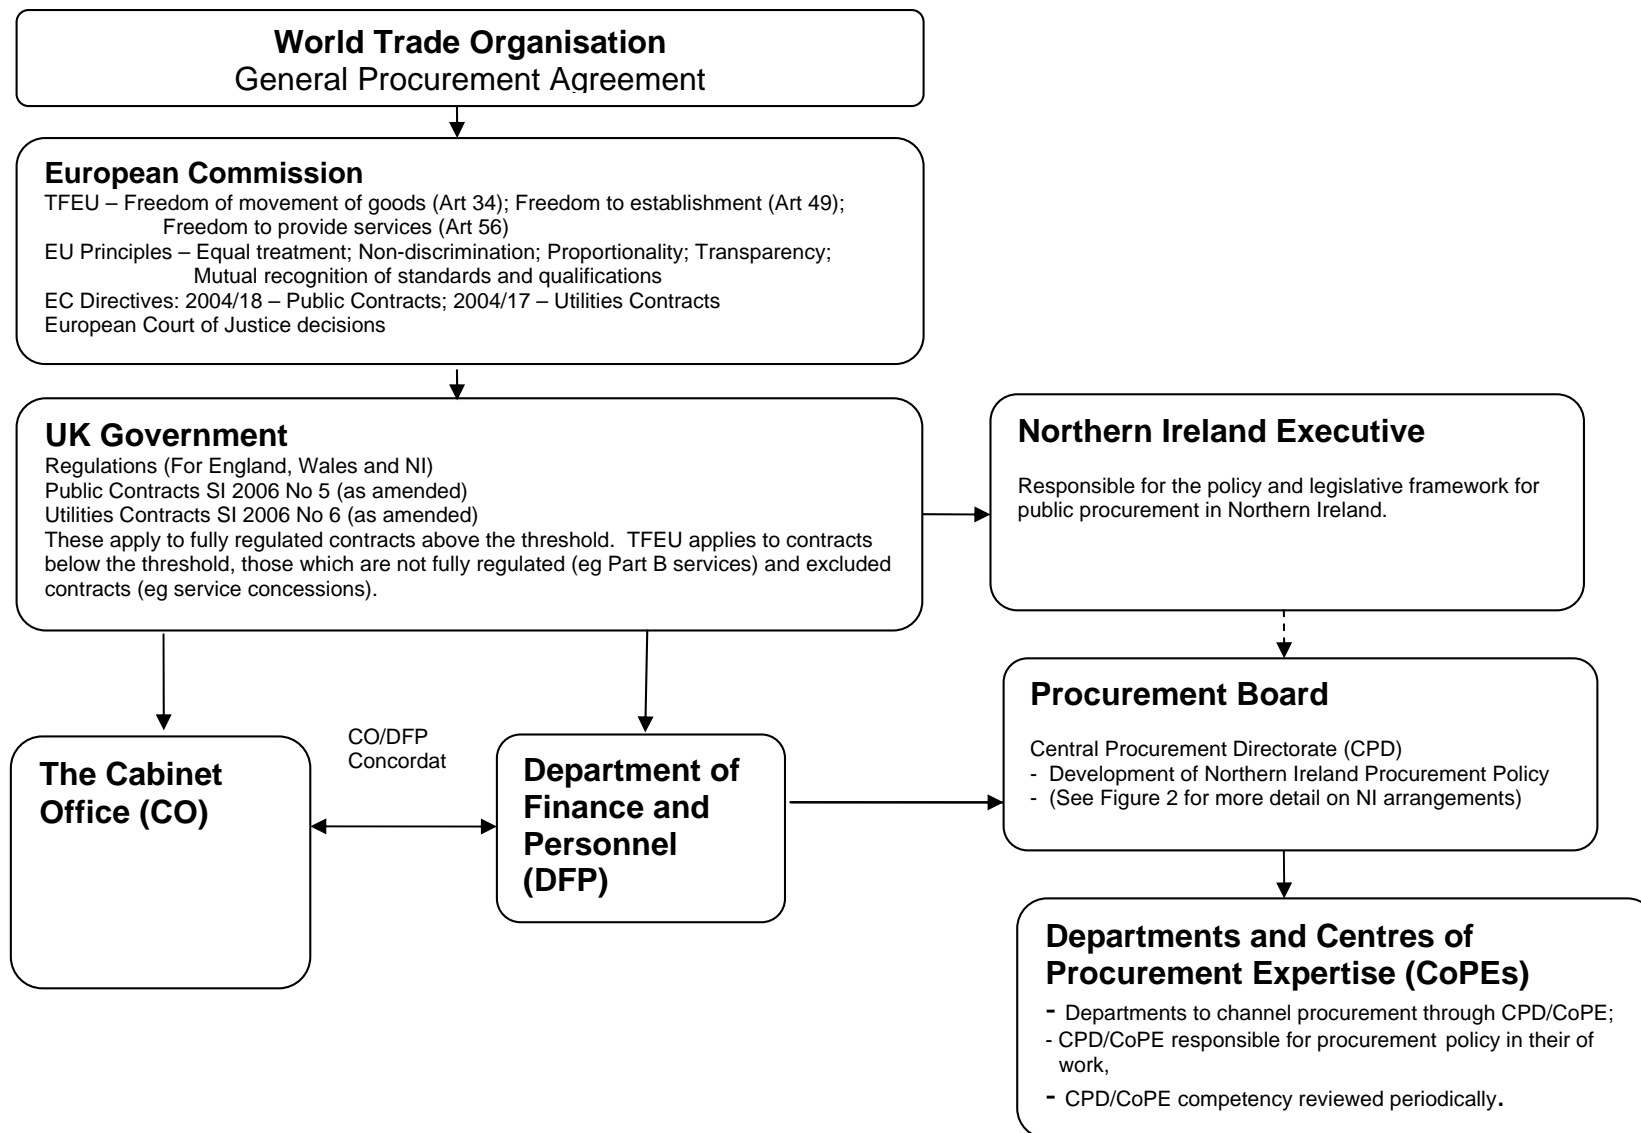 World Trade Organisation
General Procurement Agreement
European Commission
TFEU – Freedom of movement of goods (Art 34); Freedom to establishment (Art 49);
Freedom to provide services (Art 56)
EU Principles – Equal treatment; Non-discrimination; Proportionality; Transparency;
Mutual recognition of standards and qualifications
EC Directives: 2004/18 – Public Contracts; 2004/17 – Utilities Contracts
European Court of Justice decisions
UK Government
Regulations (For England, Wales and NI)
Public Contracts SI 2006 No 5 (as amended)
Utilities Contracts SI 2006 No 6 (as amended)
These apply to fully regulated contracts above the threshold. TFEU applies to contracts
below the threshold, those which are not fully regulated (eg Part B services) and excluded
contracts (eg service concessions).
Northern Ireland Executive
Responsible for the policy and legislative framework for
public procurement in Northern Ireland.
The Cabinet
Office (CO)
CO/DFP
Concordat
Department of
Finance and
Personnel
(DFP)
Procurement Board
Central Procurement Directorate (CPD)
- Development of Northern Ireland Procurement Policy
- (See Figure 2 for more detail on NI arrangements)
Departments and Centres of
Procurement Expertise (CoPEs)
- Departments to channel procurement through CPD/CoPE;
- CPD/CoPE responsible for procurement policy in their of
work,
- CPD/CoPE competency reviewed periodically.